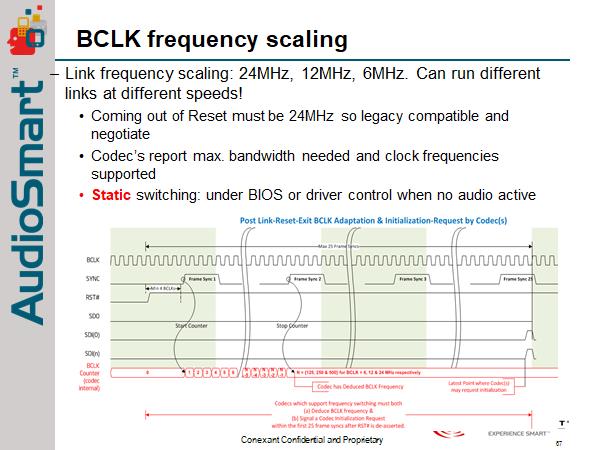 AudioSmart™
BCLK frequency scaling
– Link frequency scaling: 24MHz, 12MHz, 6MHz. Can run different
links at different speeds!
• Coming out of Reset must be 24MHz so legacy compatible and
negotiate
• Codec's report max. bandwidth needed and clock frequencies
supported
• Static switching: under BIOS or driver control when no audio active
Post Link-Reset-Exit BCLK Adaptation & Initialization-Request by Codec(s)
Max 25 Frame Syncs
BCLK
SYNC
Frame Sync 1
Frame Sync 2
Frame Sync 3
Frame Sync 25
Min 4 BCLKs
RST#
SDO
Start Counter
Stop Counter
SDI(0)
SDI(n)
BCLK
Counter
(codec
internal)
0
1 2 3 4 5 6
N = (125, 250 & 500) for BCLK = 6, 12 & 24 MHz respectively
Codec has Deduced BCLK Frequency
Latest Point where Codec(s)
may request initialization
Codecs which support frequency switching must both
(a) Deduce BCLK frequency &
(b) Signal a Codec Initialization Request
within the first 25 frame syncs after RST# is de-asserted.
Conexant Confidential and Proprietary
EXPERIENCE SMART™
67